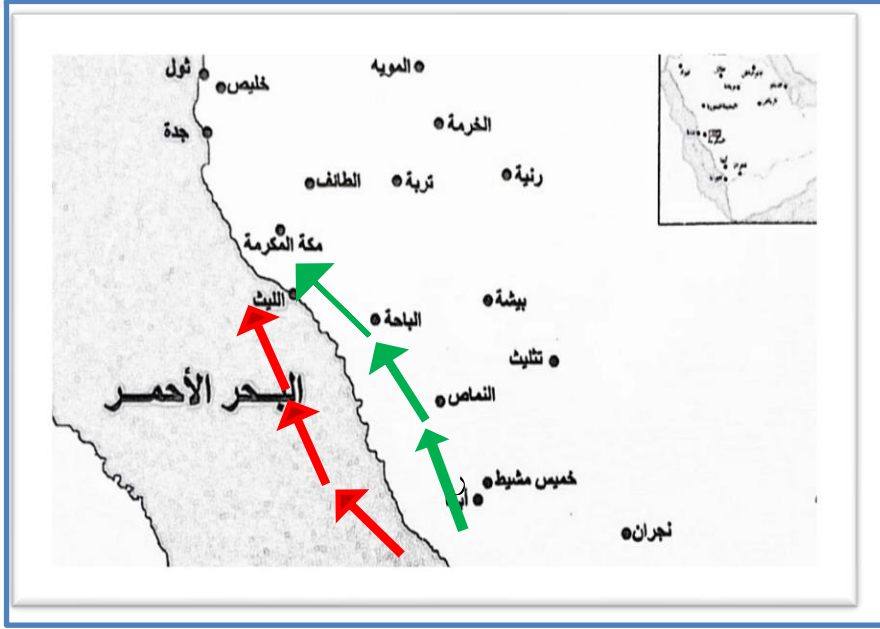 ثول
خليص
المويه
جدة
الخرمة
الطائف
تربة
رنية
مكة المكرمة
الليث
الباحة
بيشة
تثليث
البحر الأحمر
النماص
خميس مشيط
نجران